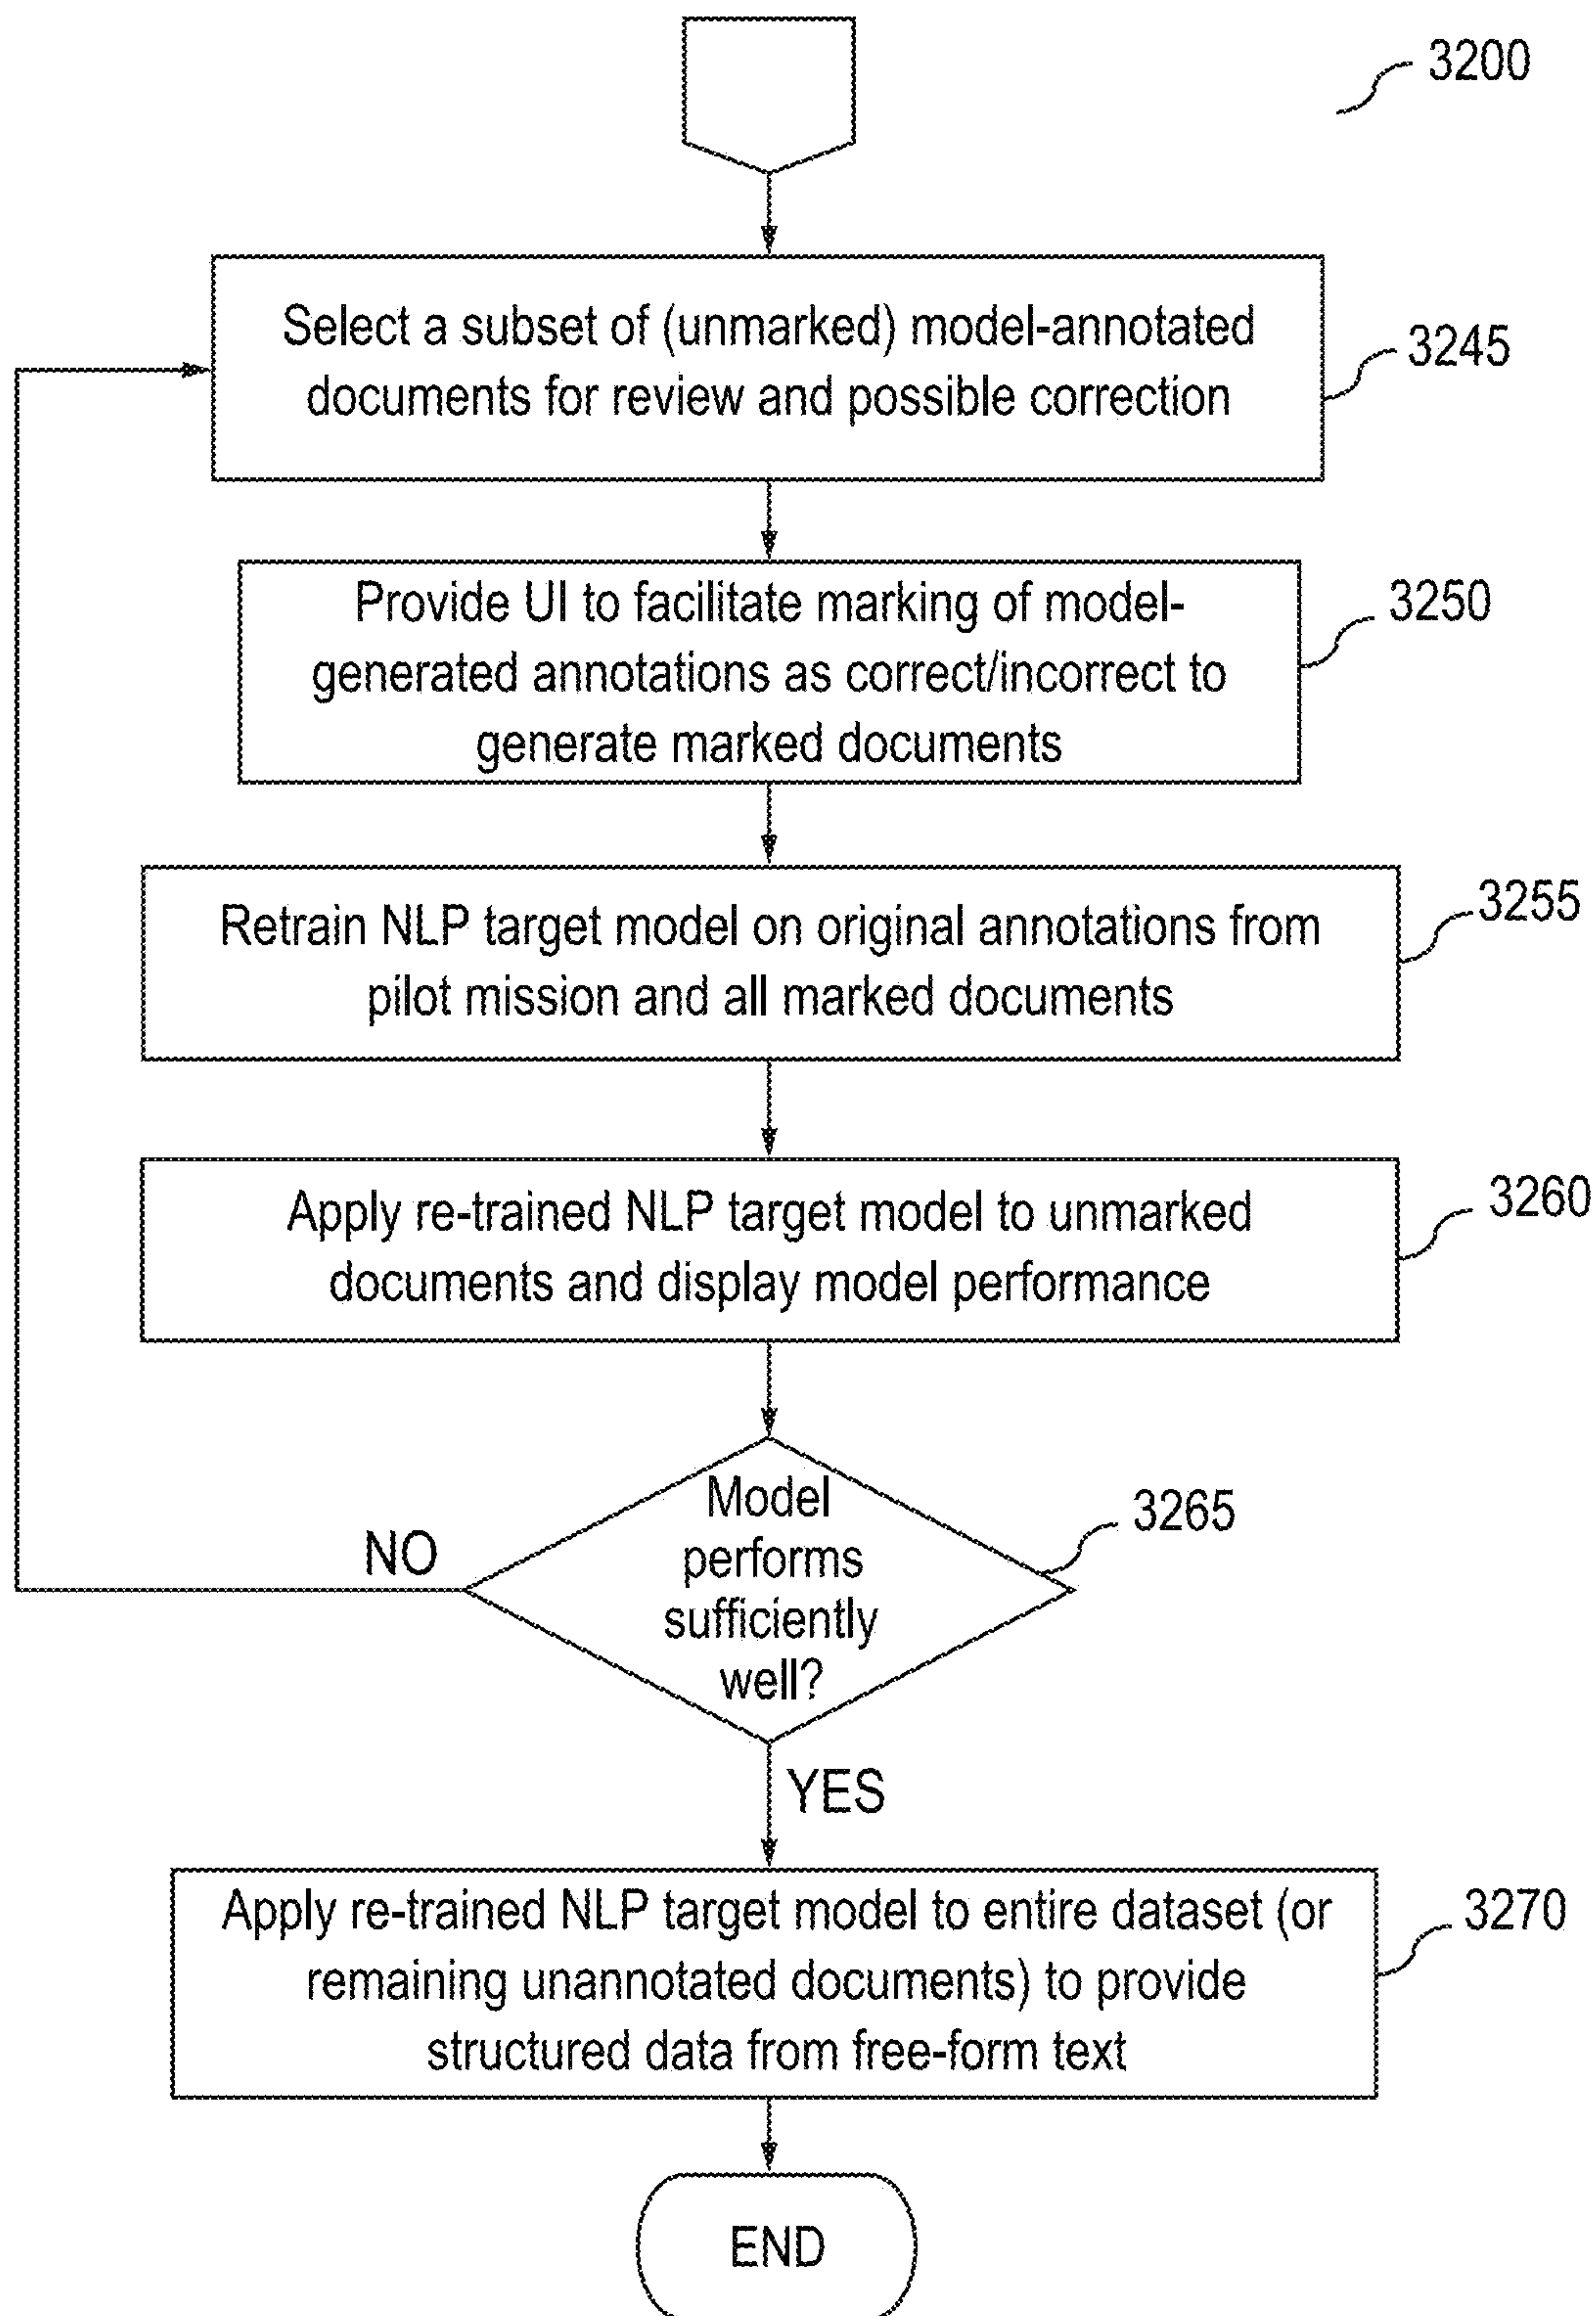 3200
Select a subset of (unmarked) model-annotated
documents for review and possible correction
3245
Provide UI to facilitate marking of model-
generated annotations as correct/incorrect to
generate marked documents
3250
Retrain NLP target model on original annotations from
pilot mission and all marked documents
3255
Apply re-trained NLP target model to unmarked
documents and display model performance
3260
Model
performs
sufficiently
well?
3265
NO
YES
Apply re-trained NLP target model to entire dataset (or
remaining unannotated documents) to provide
structured data from free-form text
3270
END